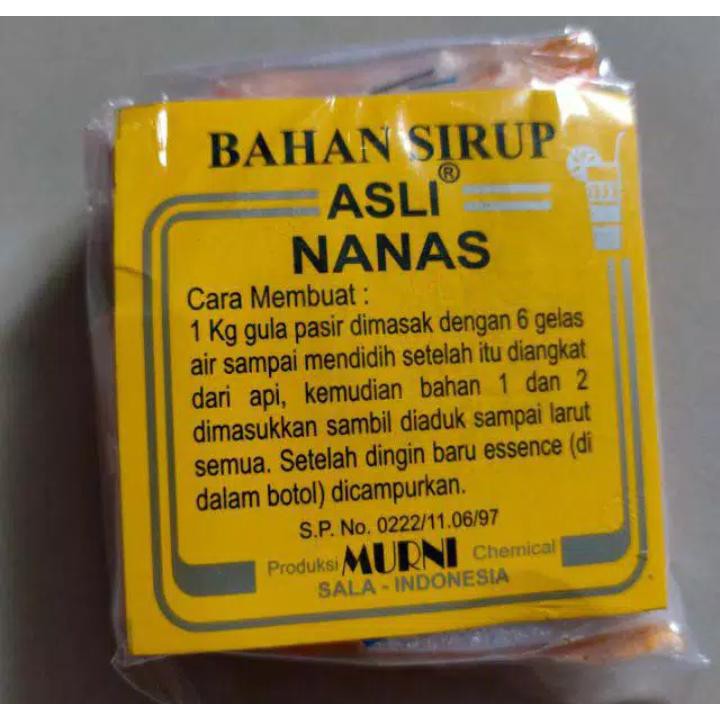 BAHAN SIRUP
ASLI®
NANAS
Cara Membuat :
1 Kg gula pasir dimasak dengan 6 gelas
air sampai mendidih setelah itu diangkat
dari api, kemudian bahan 1 dan 2
dimasukkan sambil diaduk sampai larut
semua. Setelah dingin baru essence (di
dalam botol) dicampurkan.
S.P. No. 0222/11.06/97
Produksi MURNI Chemical
SALA - INDONESIA